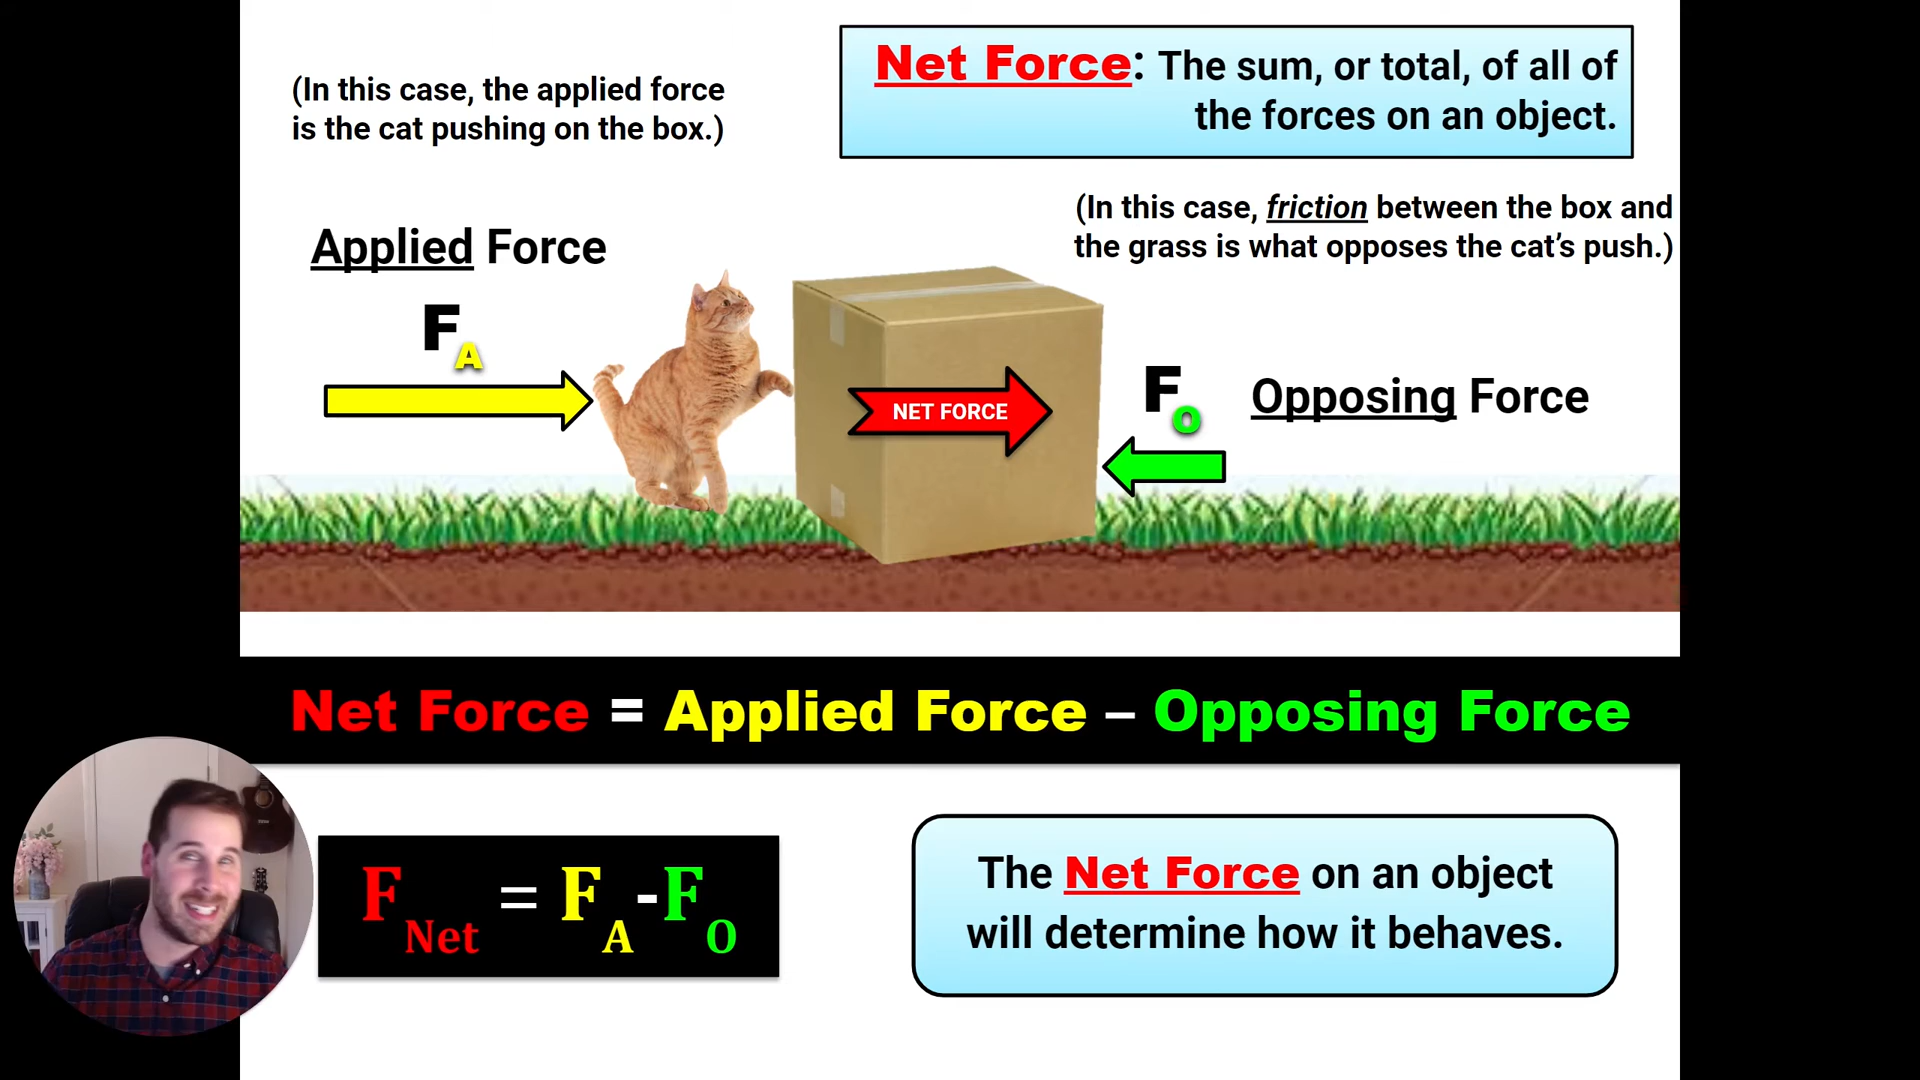 (In this case, the applied force
is the cat pushing on the box.)
Net Force: The sum, or total, of all of
the forces on an object.
(In this case, friction between the box and
the grass is what opposes the cat’s push.)
Applied Force
FA
NET FORCE
FO
Opposing Force
Net Force = Applied Force – Opposing Force
FNet = FA-FO
The Net Force on an object
will determine how it behaves.